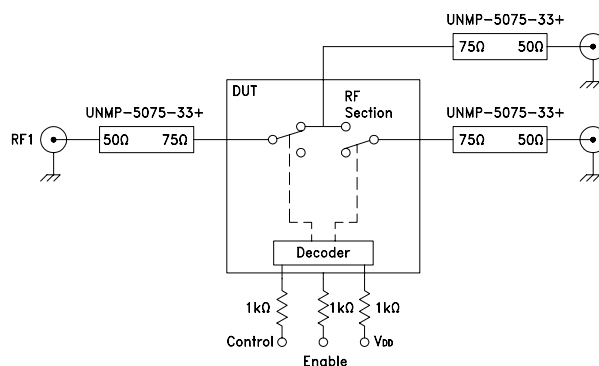 UNMP-5075-33+
75Ω 50Ω
DUT
RF
Section
UNMP-5075-33+
UNMP-5075-33+
RF1
50Ω 75Ω
75Ω 50Ω
Decoder
1kΩ 1kΩ 1kΩ
Control
VDD
Enable